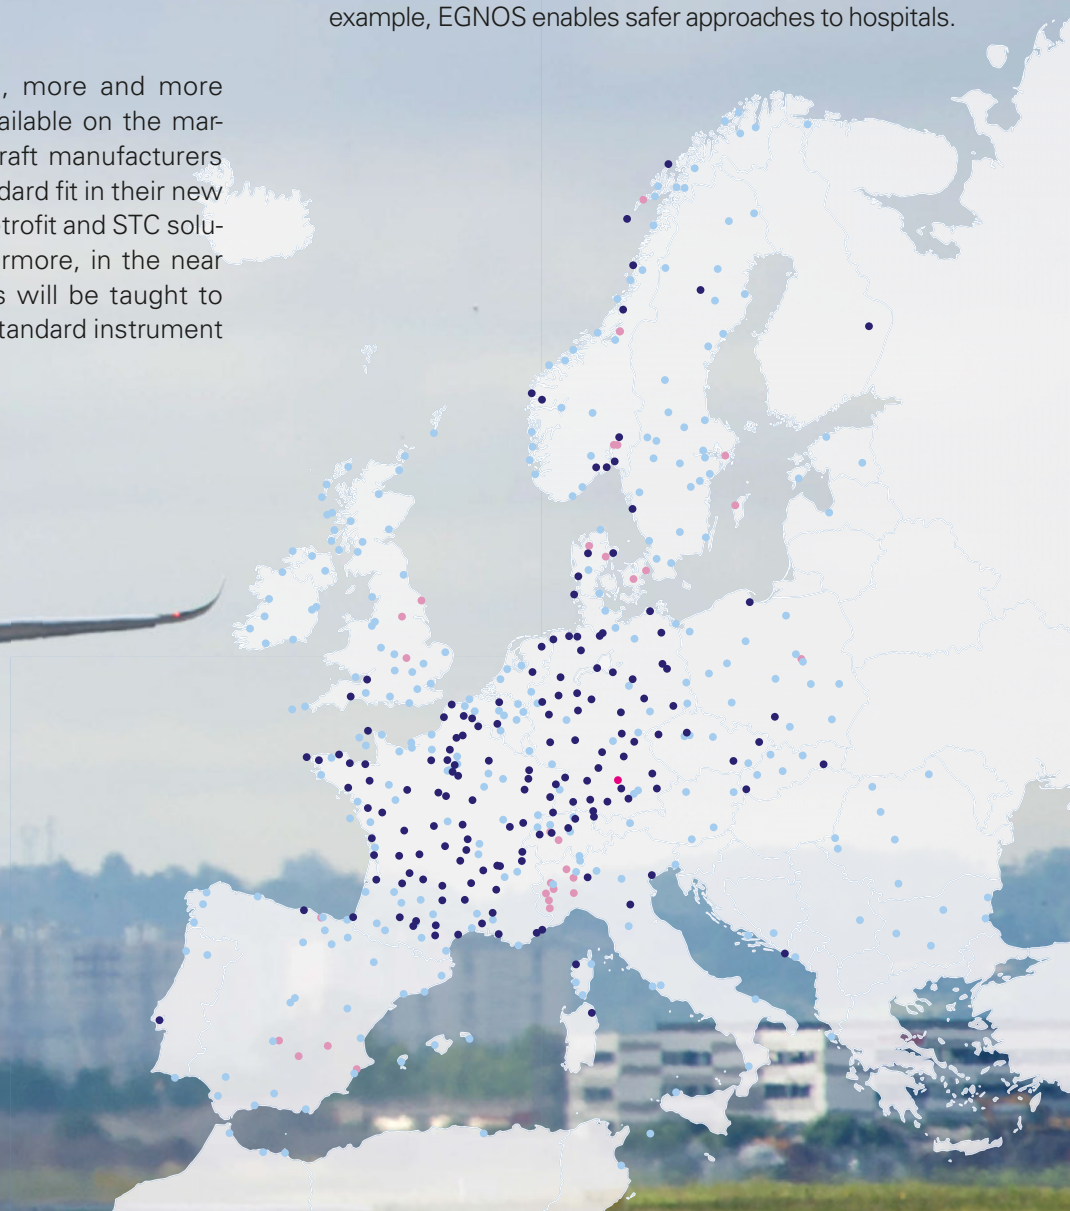 example, EGNOS enables safer approaches to hospitals.
, more and more
ailable on the mar-
raft manufacturers
dard fit in their new
trofit and STC solu-
rmore, in the near
s will be taught to
tandard instrument